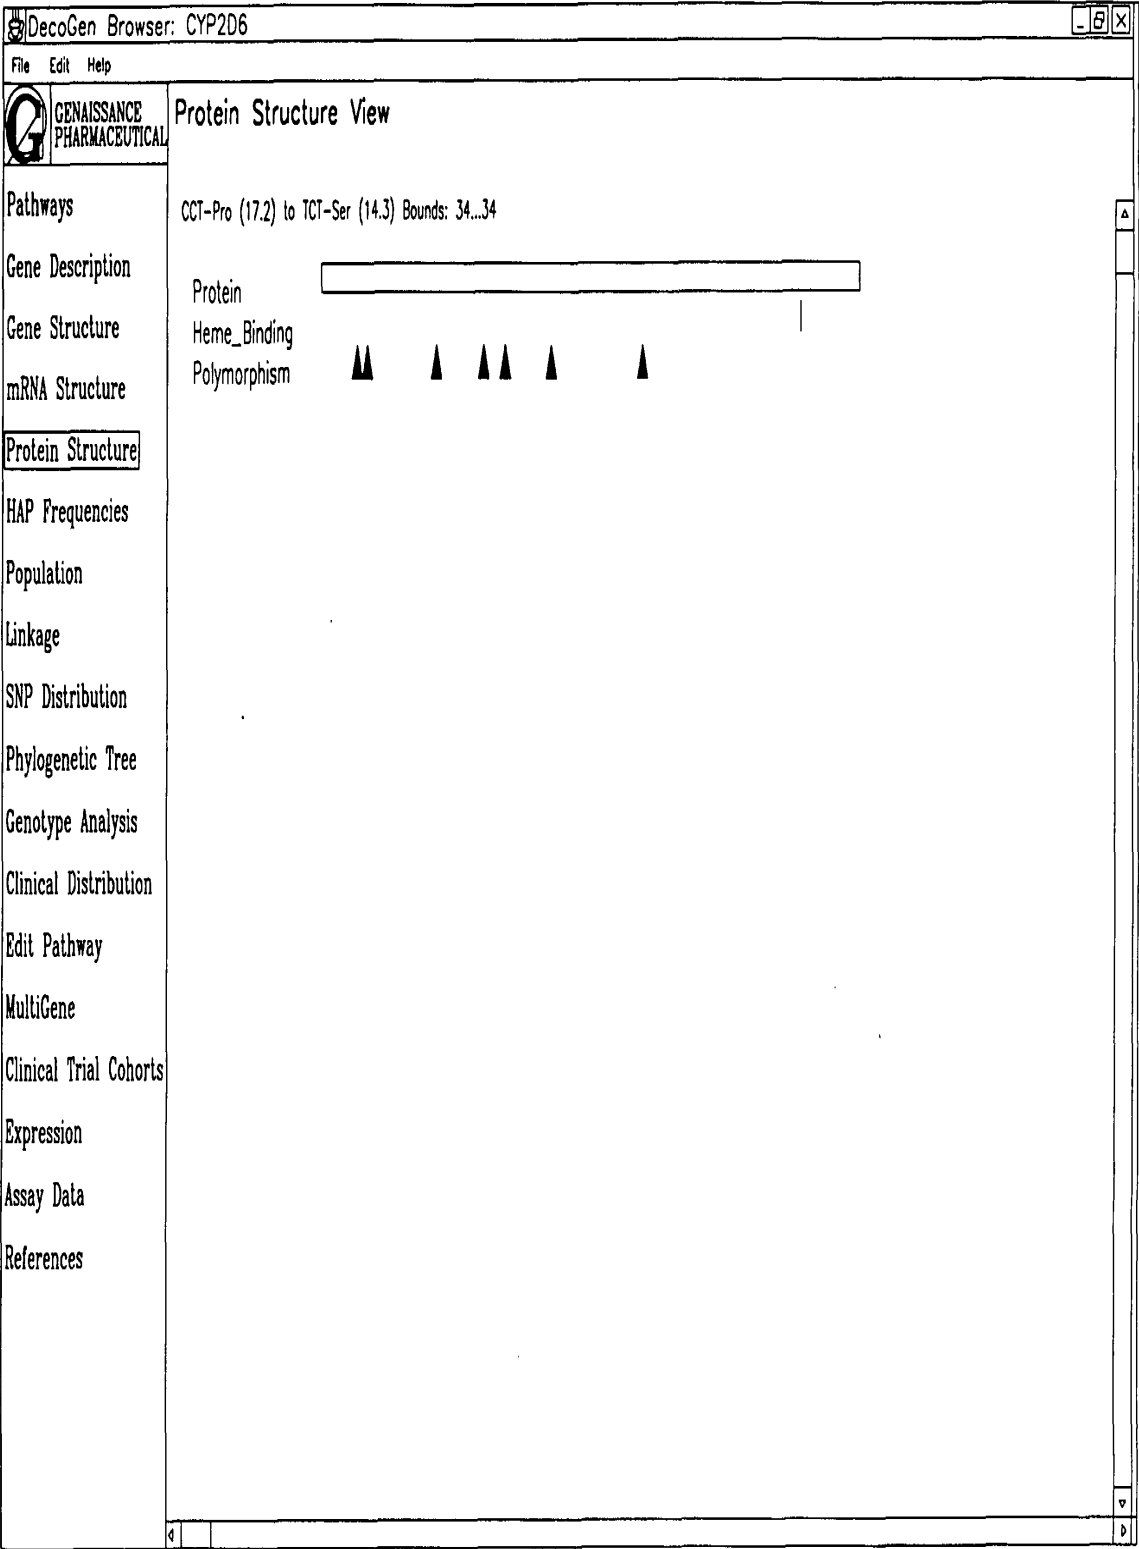 DecoGen Browser: CYP2D6
File Edit Help
G GENAISSANCE
PHARMACEUTICAL
Protein Structure View
Pathways
Gene Description
Gene Structure
mRNA Structure
Protein Structure
HAP Frequencies
Population
Linkage
SNP Distribution
Phylogenetic Tree
Genotype Analysis
Clinical Distribution
Edit Pathway
MultiGene
Clinical Trial Cohorts
Expression
Assay Data
References
CCT-Pro (17.2) to TCT-Ser (14.3) Bounds: 34...34
Protein
Heme_Binding
Polymorphism